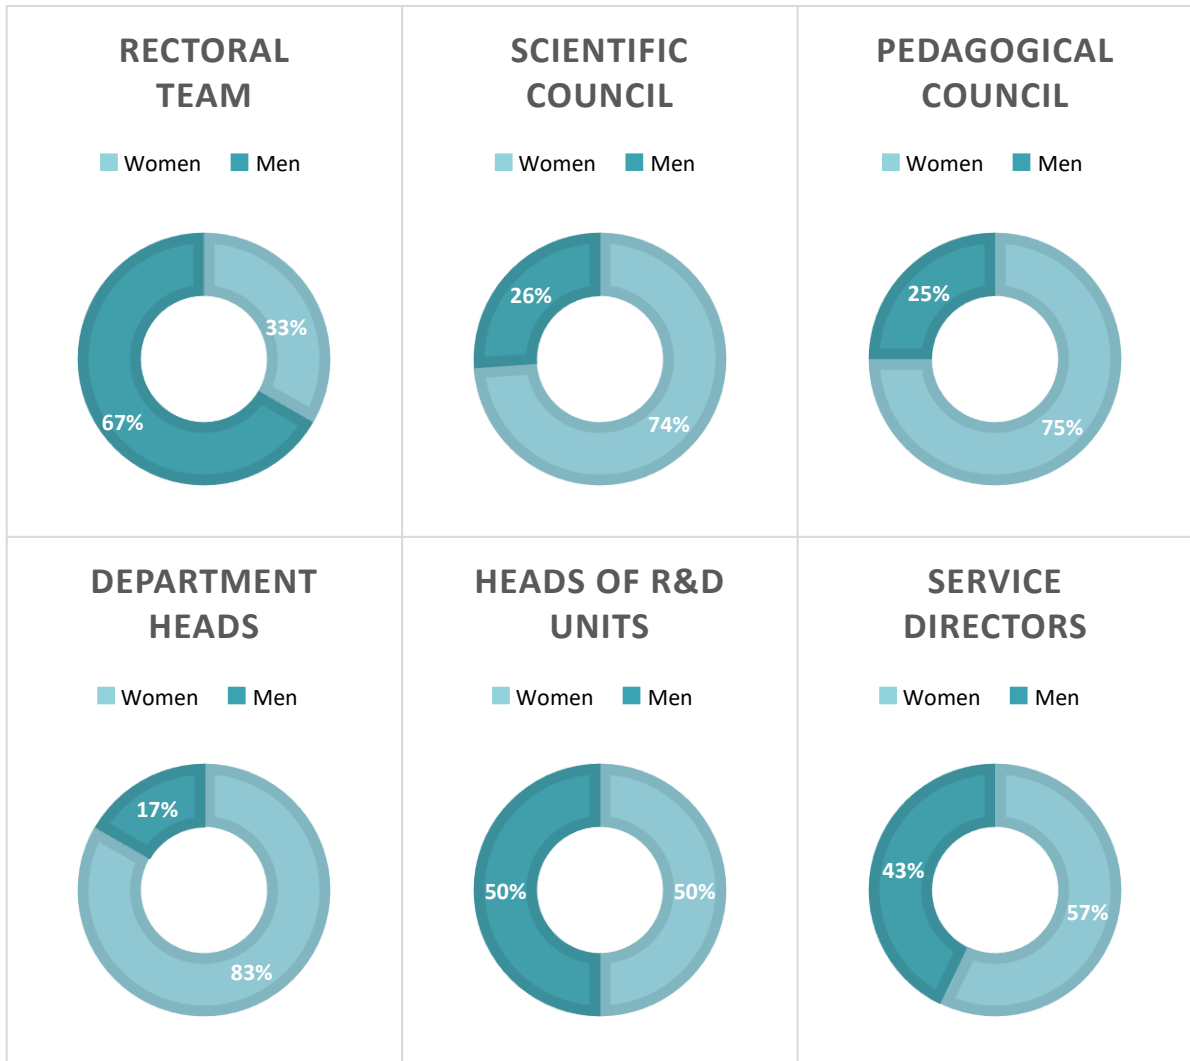 RECTORAL
TEAM
Women Men
33%
67%
SCIENTIFIC
COUNCIL
Women Men
26%
74%
PEDAGOGICAL
COUNCIL
Women Men
25%
75%
DEPARTMENT
HEADS
Women Men
17%
83%
HEADS OF R&D
UNITS
Women Men
50% 50%
SERVICE
DIRECTORS
Women Men
43%
57%